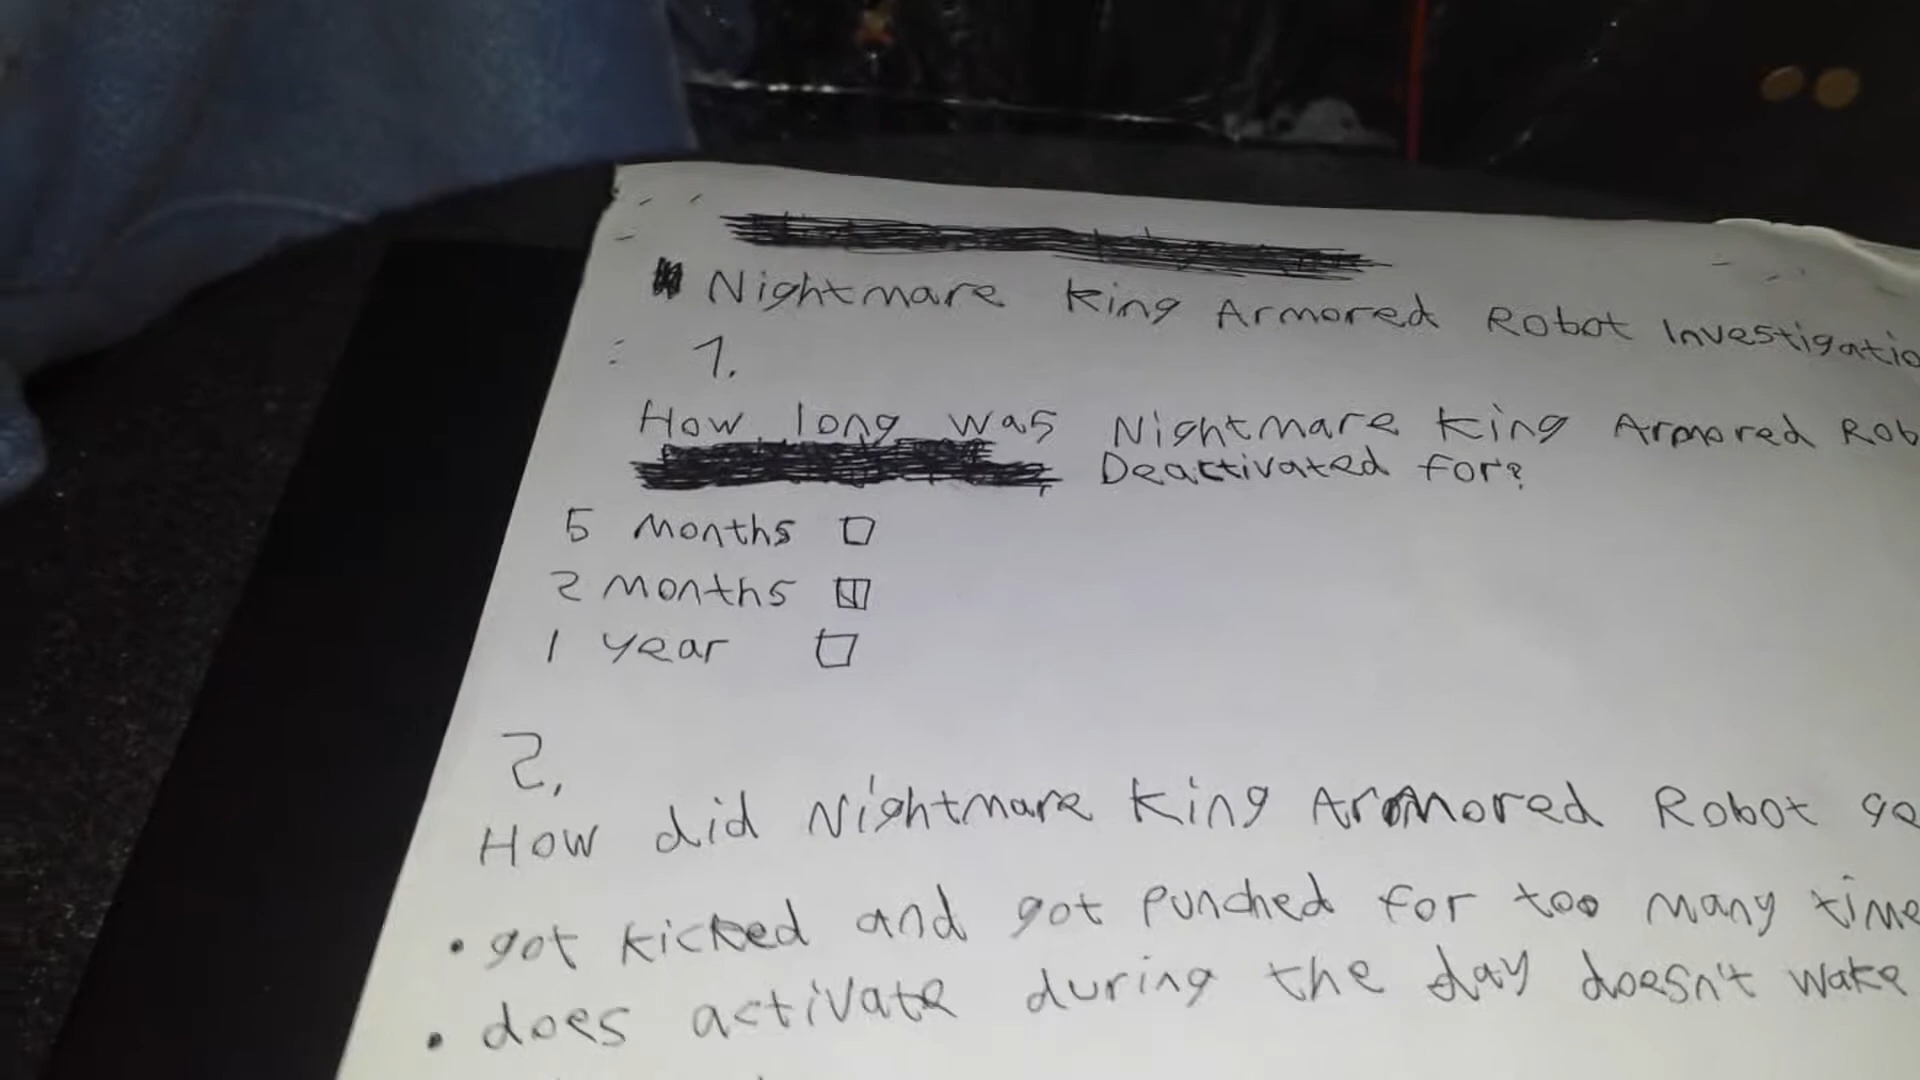 Nightmare King Armored Robot Investigatio
1.
How long was Nightmare King Armored Rob
Deactivated for?
5 Months
2 Months
1 year
2.
How did Nightmare King Armored Robot
got kicked and got punched for too many time
does activate during the day doesn't wake